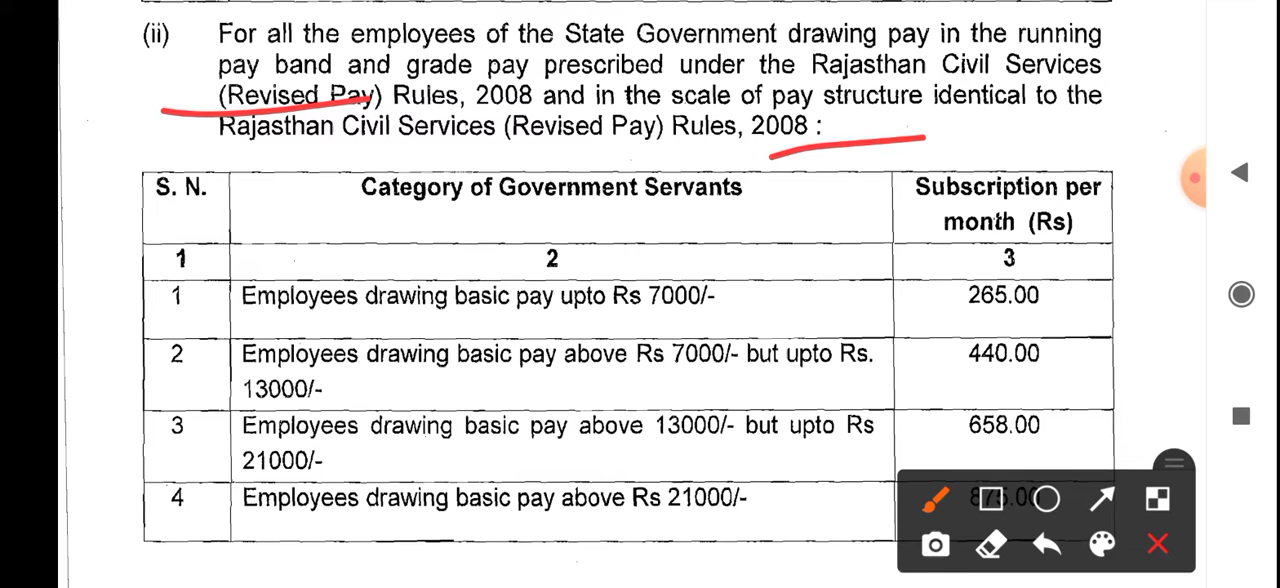 (ii) For all the employees of the State Government drawing pay in the running
pay band and grade pay prescribed under the Rajasthan Civil Services
(Revised Pay) Rules, 2008 and in the scale of pay structure identical to the
Rajasthan Civil Services (Revised Pay) Rules, 2008 :
S. N. Category of Government Servants Subscription per
month (Rs)
1 2 3
1 Employees drawing basic pay upto Rs 7000/- 265.00
2 Employees drawing basic pay above Rs 7000/- but upto Rs. 440.00
13000/-
3 Employees drawing basic pay above 13000/- but upto Rs 658.00
21000/-
4 Employees drawing basic pay above Rs 21000/- 875.00